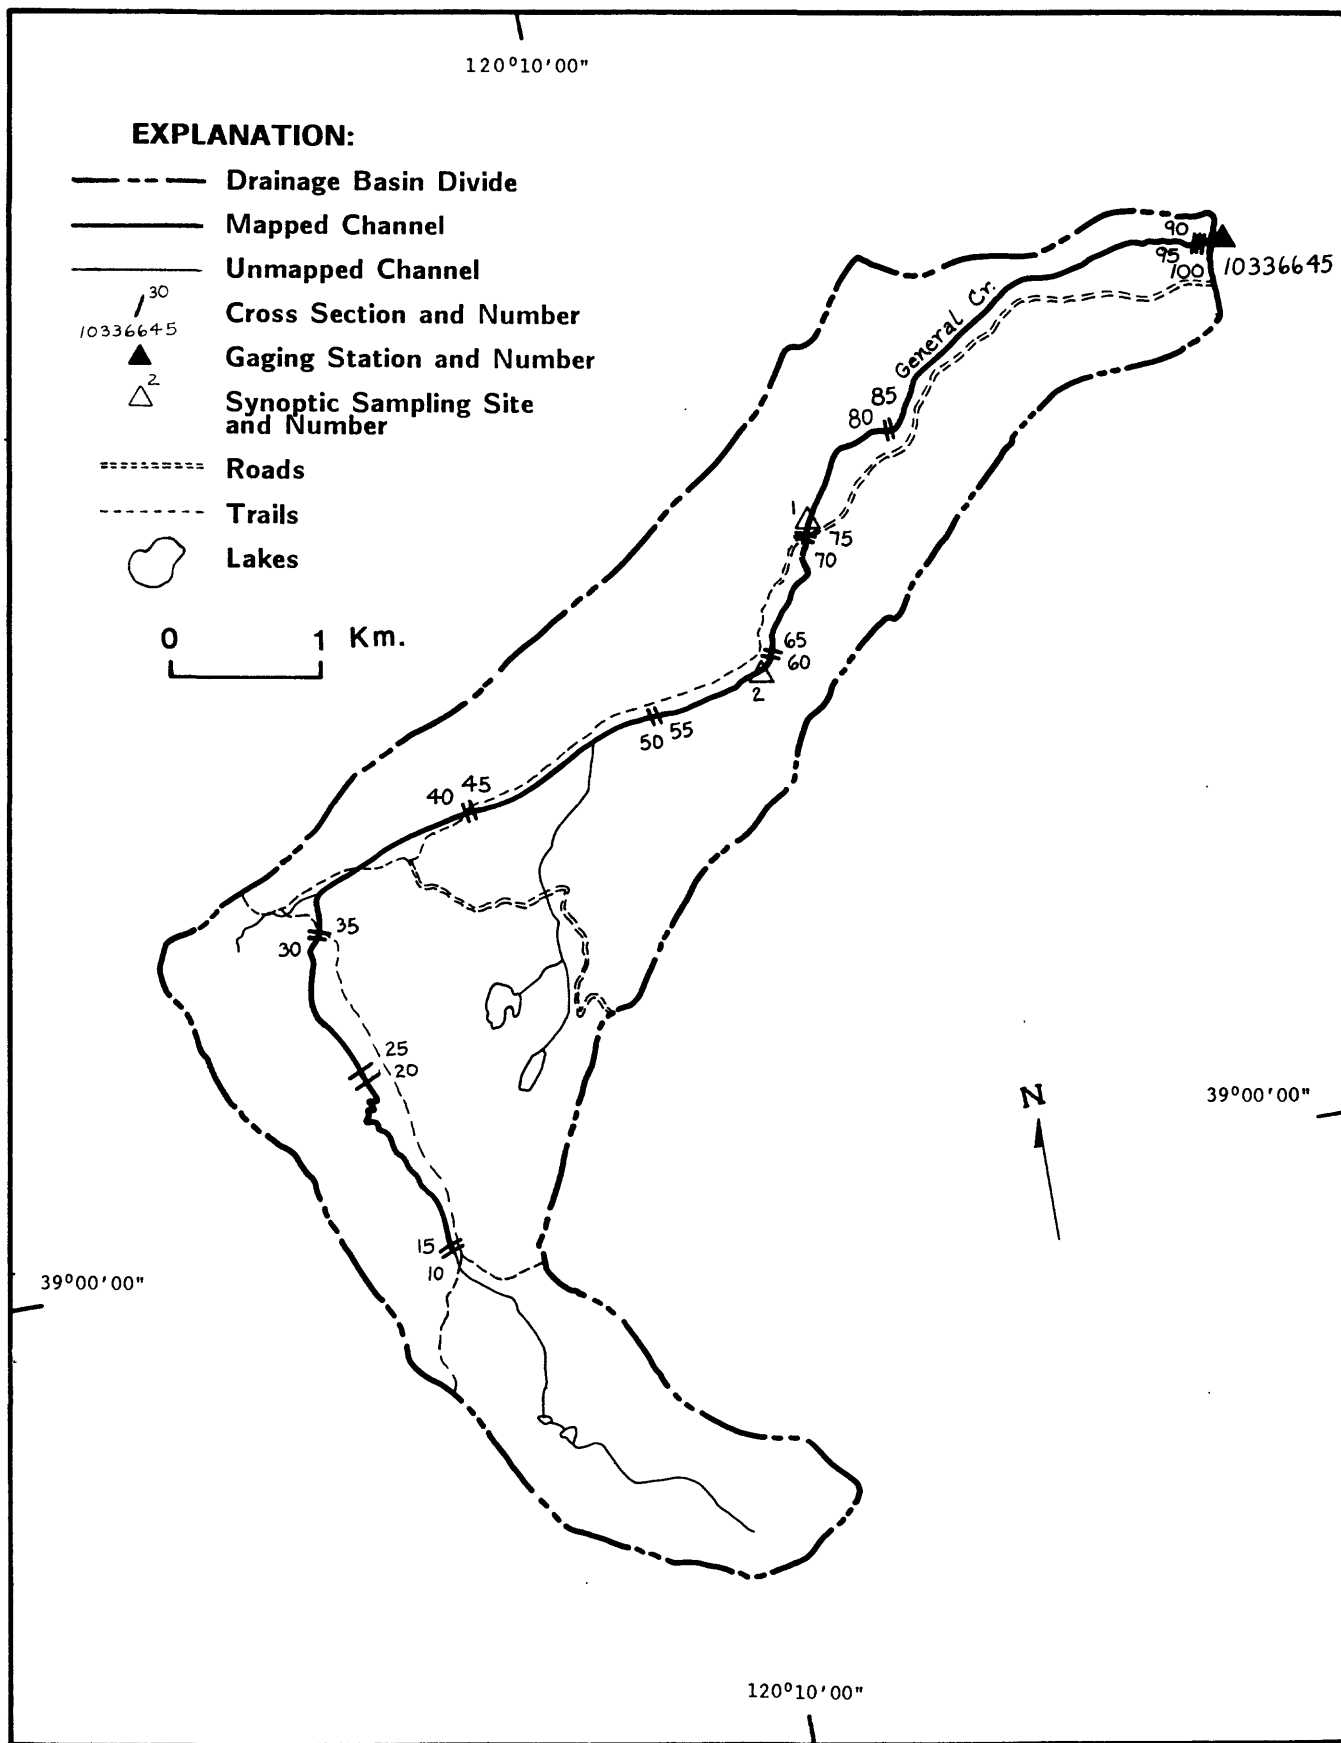 120°10'00"
EXPLANATION:
Drainage Basin Divide
Mapped Channel
Unmapped Channel
30
Cross Section and Number
10336645
Gaging Station and Number
2
Synoptic Sampling Site
and Number
Roads
Trails
Lakes
0 1 Km.
90
95
100
10336645
General Cr.
85
80
1
75
70
65
60
2
55
50
45
40
35
30
25
20
N
39°00'00"
15
10
39°00'00"
120°10'00"